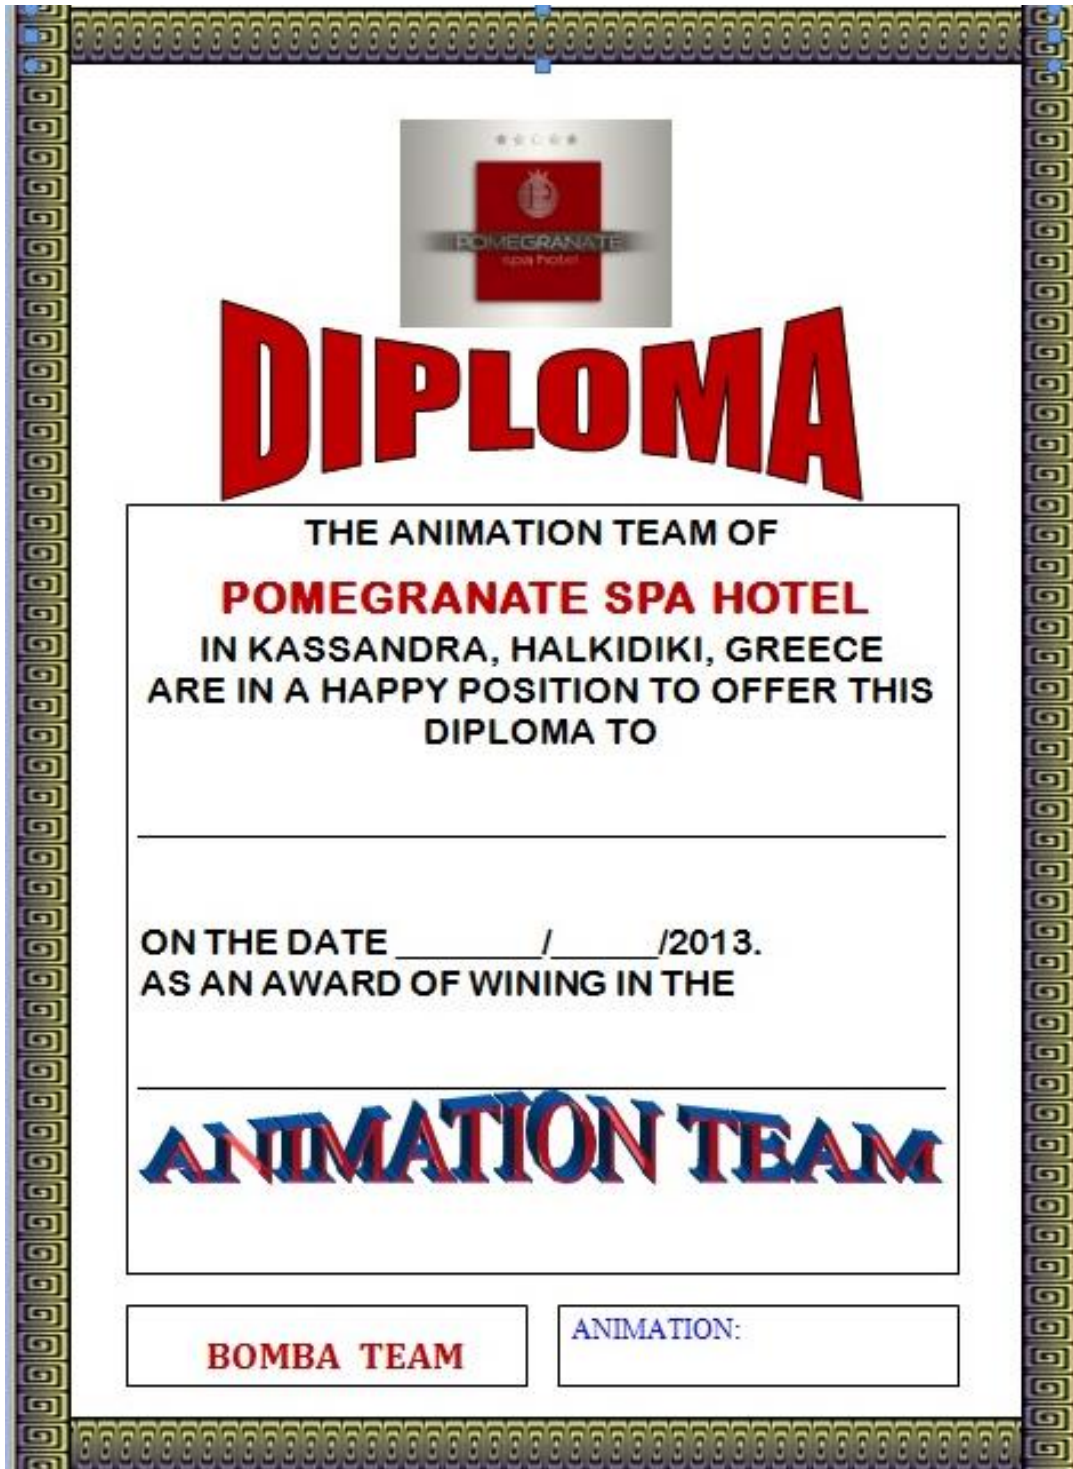 POMEGRANATE
spa hotel
DIPLOMA
THE ANIMATION TEAM OF
POMEGRANATE SPA HOTEL
IN KASSANDRA, HALKIDIKI, GREECE
ARE IN A HAPPY POSITION TO OFFER THIS
DIPLOMA TO
ON THE DATE _______/_____/2013.
AS AN AWARD OF WINING IN THE
ANIMATION TEAM
BOMBA TEAM
ANIMATION: